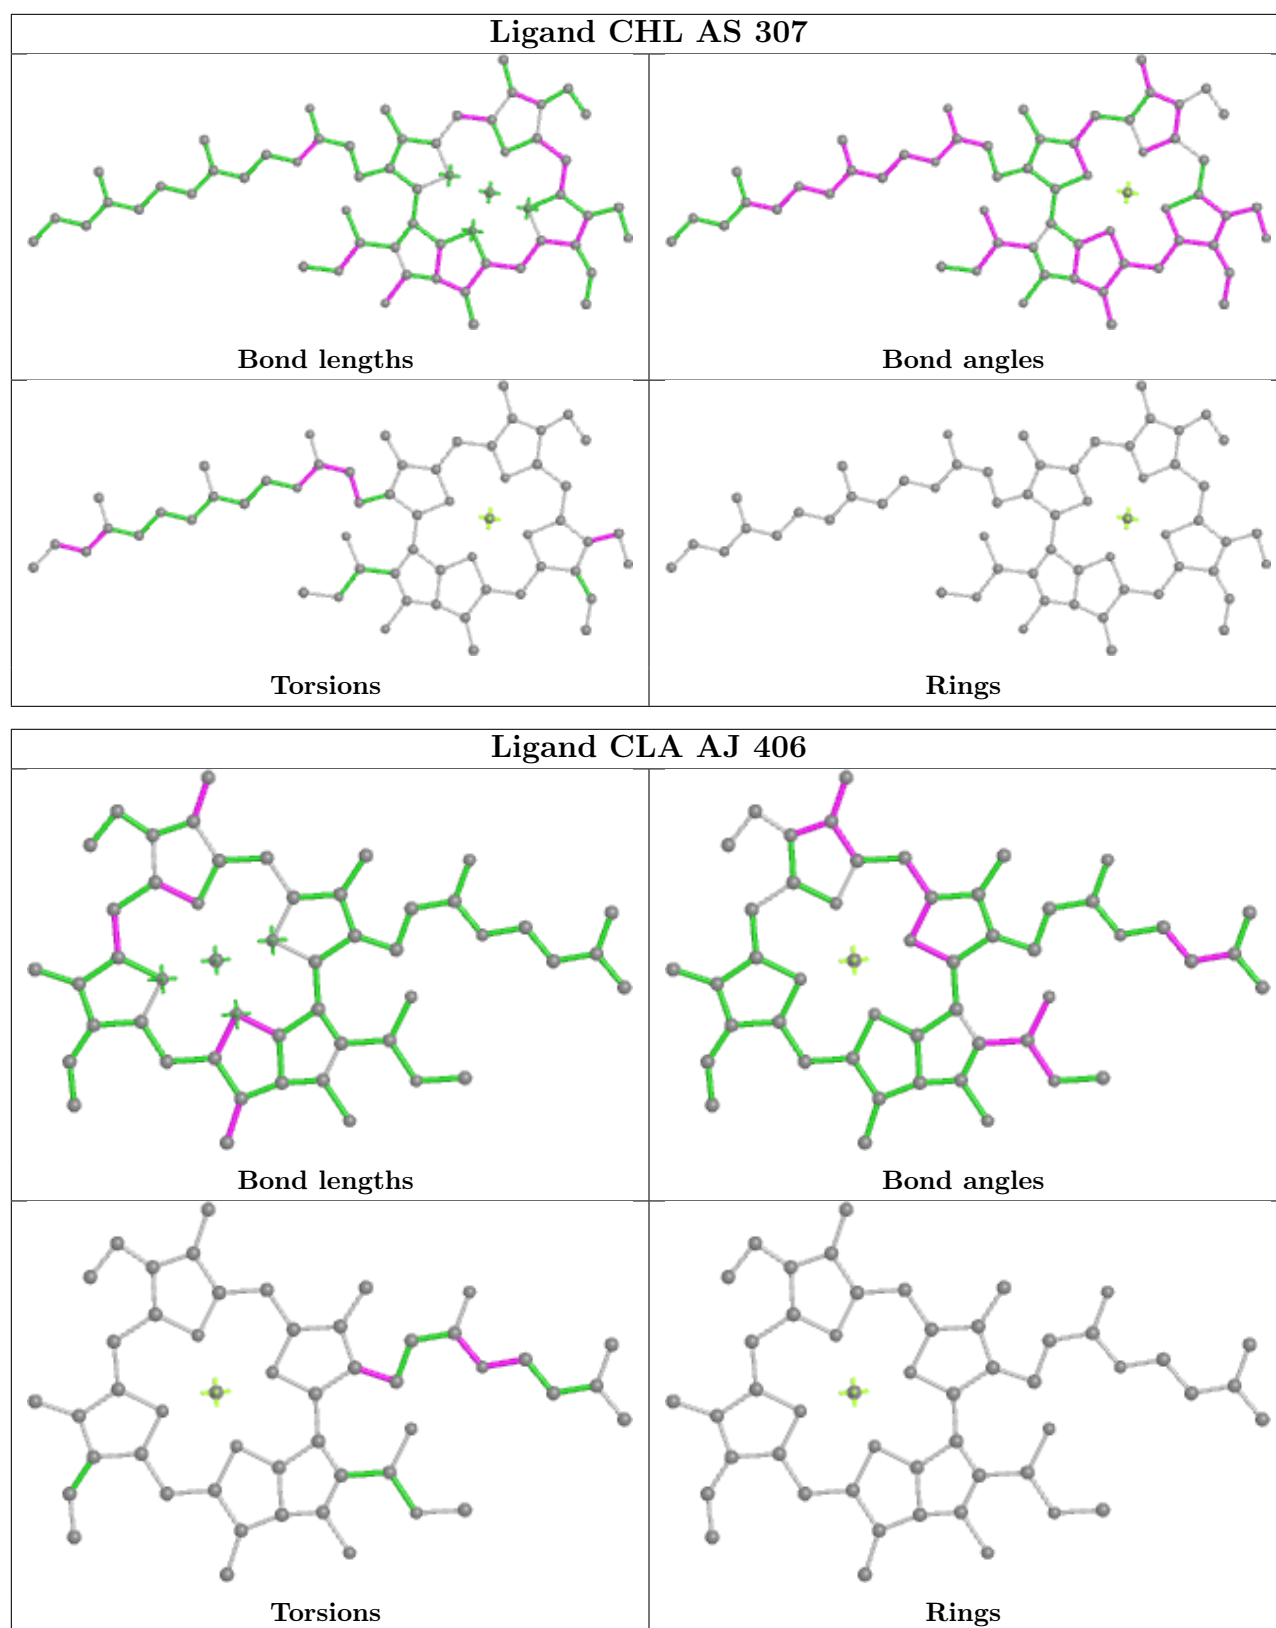 Ligand CHL AS 307
Bond lengths
Bond angles
Torsions
Rings
Ligand CLA AJ 406
Bond lengths
Bond angles
Torsions
Rings